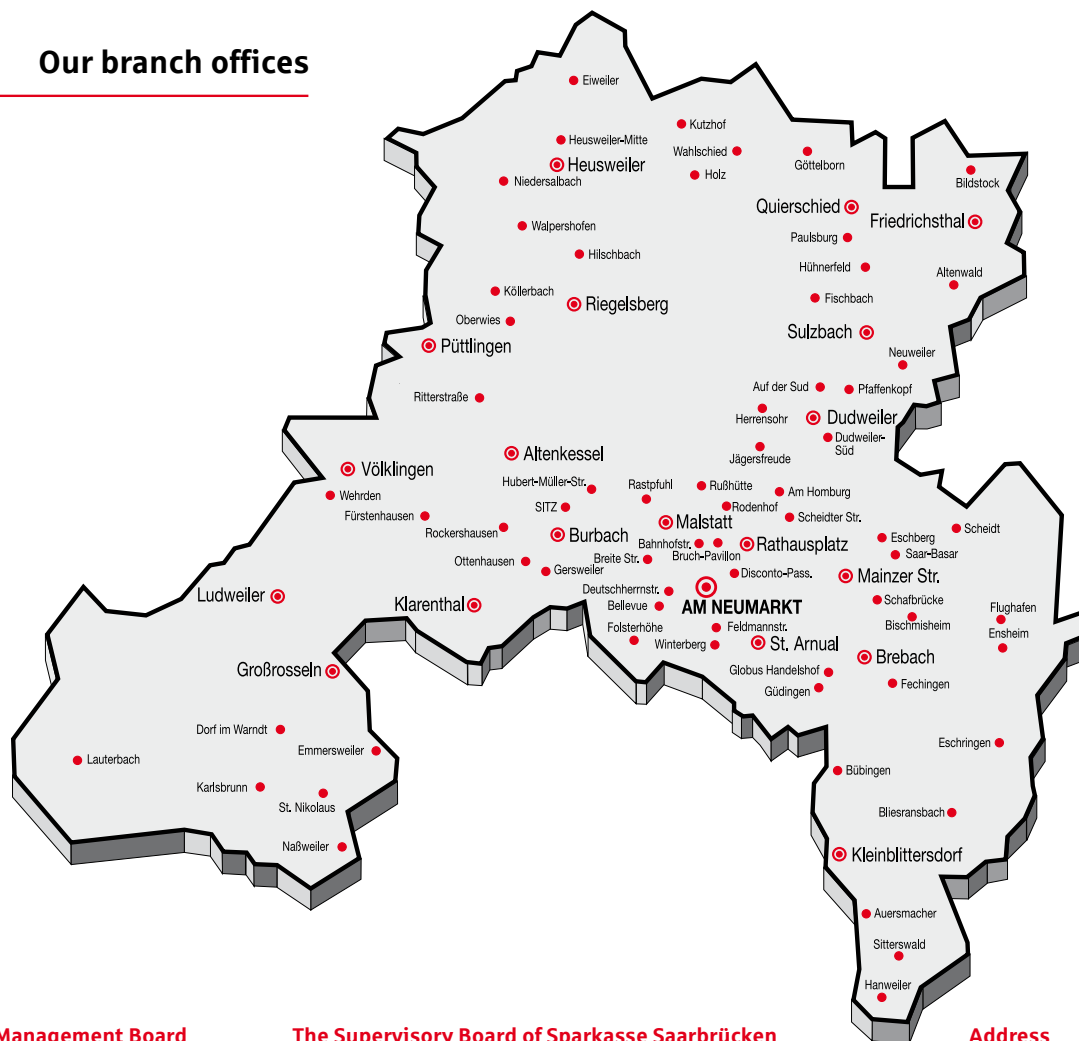 Our branch offices
Eiweiler
Kutzhof
Heusweiler-Mitte
Wahlschied
Göttelborn
Heusweiler
Holz
Bildstock
Niedersalbach
Quierschied
Friedrichsthal
Walpershofen
Paulsburg
Hilschbach
Hühnerfeld
Altenwald
Köllerbach
Fischbach
Riegelsberg
Oberwies
Sulzbach
Püttlingen
Neuweiler
Auf der Sud
Pfaffenkopf
Ritterstraße
Herrensohr
Dudweiler
Dudweiler-
Süd
Jägersfreude
Altenkessel
Völklingen
Hubert-Müller-Str.
Rastpfuhl
Rußhütte
Am Homburg
Wehrden
SITZ
Rodenhof
Fürstenhausen
Scheidter Str.
Malstatt
Rockershausen
Scheidt
Burbach
Eschberg
Bahnhofstr.
Rathausplatz
Bruch-Pavillon
Saar-Basar
Breite Str.
Ottenhausen
Gersweiler
Disconto-Pass.
Mainzer Str.
Deutschherrnstr.
Ludweiler
Klarenthal
AM NEUMARKT
Schafbrücke
Bellevue
Flughafen
Bischmisheim
Ensheim
Folsterhöhe
Feldmannstr.
Winterberg
St. Arnual
Brebach
Großrosseln
Globus Handelshof
Güdingen
Fechingen
Dorf im Warndt
Emmersweiler
Eschringen
Lauterbach
Bübingen
Karlsbrunn
St. Nikolaus
Bliesransbach
Naßweiler
Kleinblittersdorf
Auersmacher
Sitterswald
Hanweiler
Management Board
The Supervisory Board of Sparkasse Saarbrücken
Address